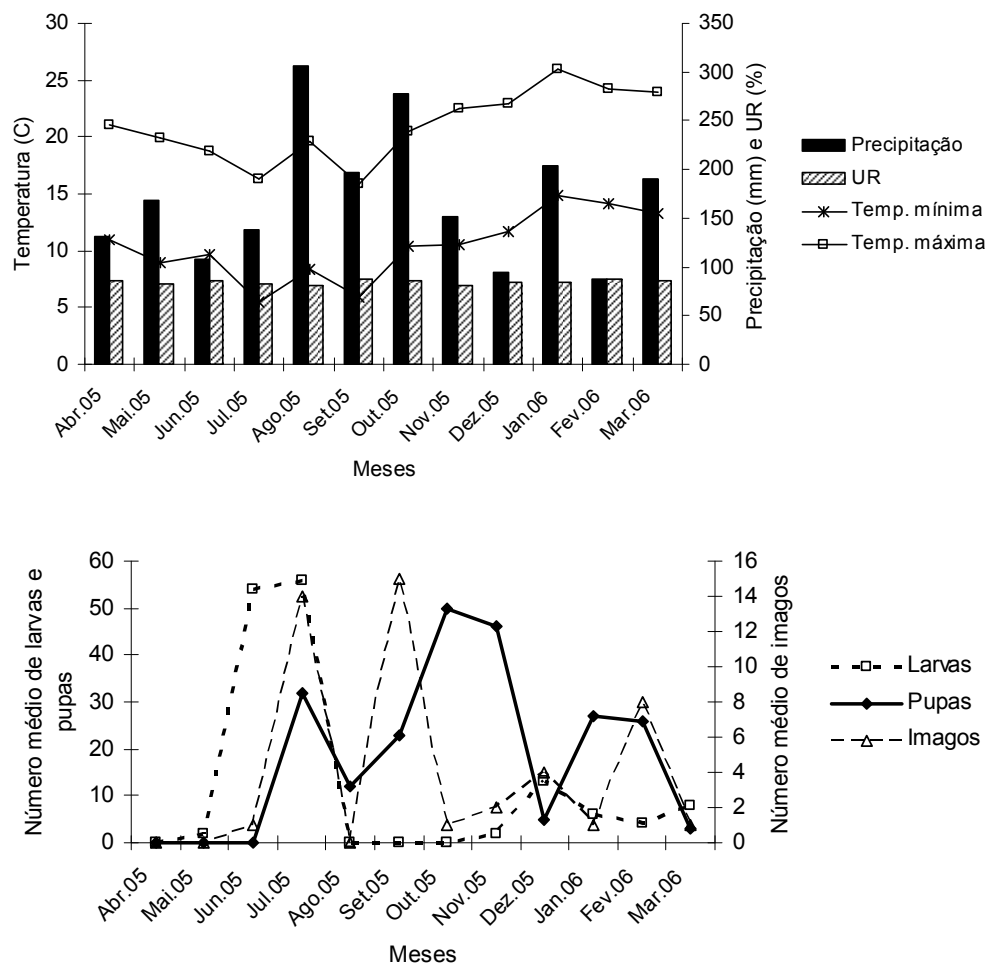 30
25
20
15
10
5
0
Temperatura (C)
350
300
250
200
150
100
50
0
Precipitação (mm) e UR (%)
Abr.05
Mai.05
Jun.05
Jul.05
Ago.05
Set.05
Out.05
Nov.05
Dez.05
Jan.06
Fev.06
Mar.06
Meses
Precipitação
UR
Temp. mínima
Temp. máxima
60
50
40
30
20
10
0
Número médio de larvas e
pupas
16
14
12
10
8
6
4
2
0
Número médio de imagos
Abr.05
Mai.05
Jun.05
Jul.05
Ago.05
Set.05
Out.05
Nov.05
Dez.05
Jan.06
Fev.06
Mar.06
Meses
Larvas
Pupas
Imagos